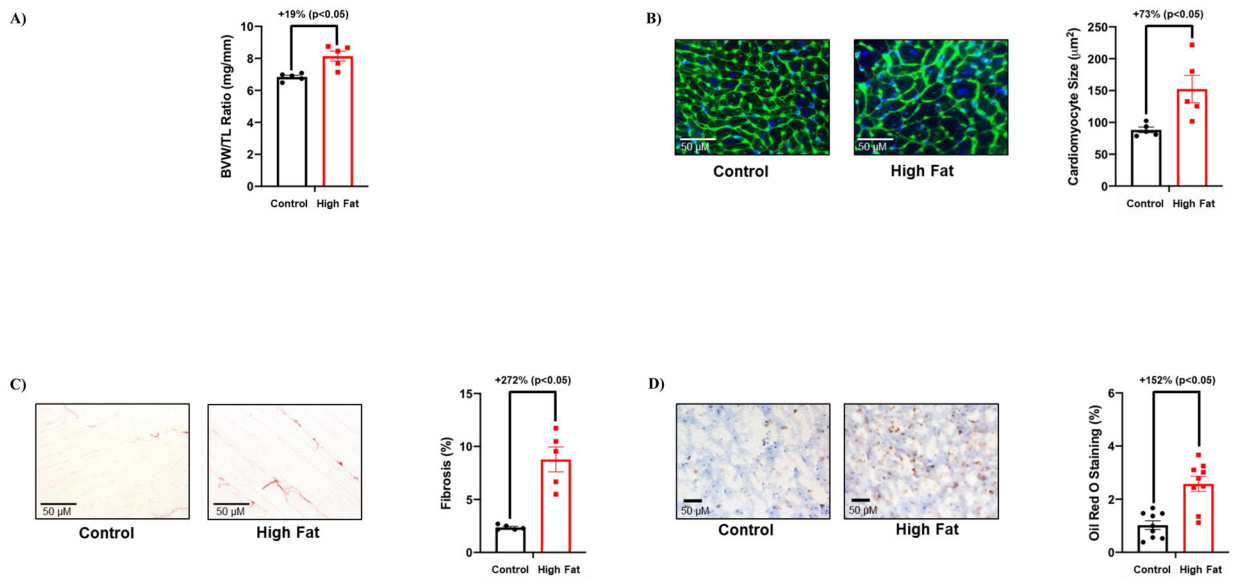 A)
+19% (p<0.05)
BVW/TL Ratio (mg/mm)
10
8
6
4
2
0
Control High Fat
B)
50 μM
Control
50 μM
High Fat
+73% (p<0.05)
Cardiomyocyte Size (μm²)
250
200
150
100
50
0
Control High Fat
C)
50 μM
Control
50 μM
High Fat
+272% (p<0.05)
Fibrosis (%)
15
10
5
0
Control High Fat
D)
50 μM
Control
50 μM
High Fat
+152% (p<0.05)
Oil Red O Staining (%)
6
4
2
0
Control High Fat